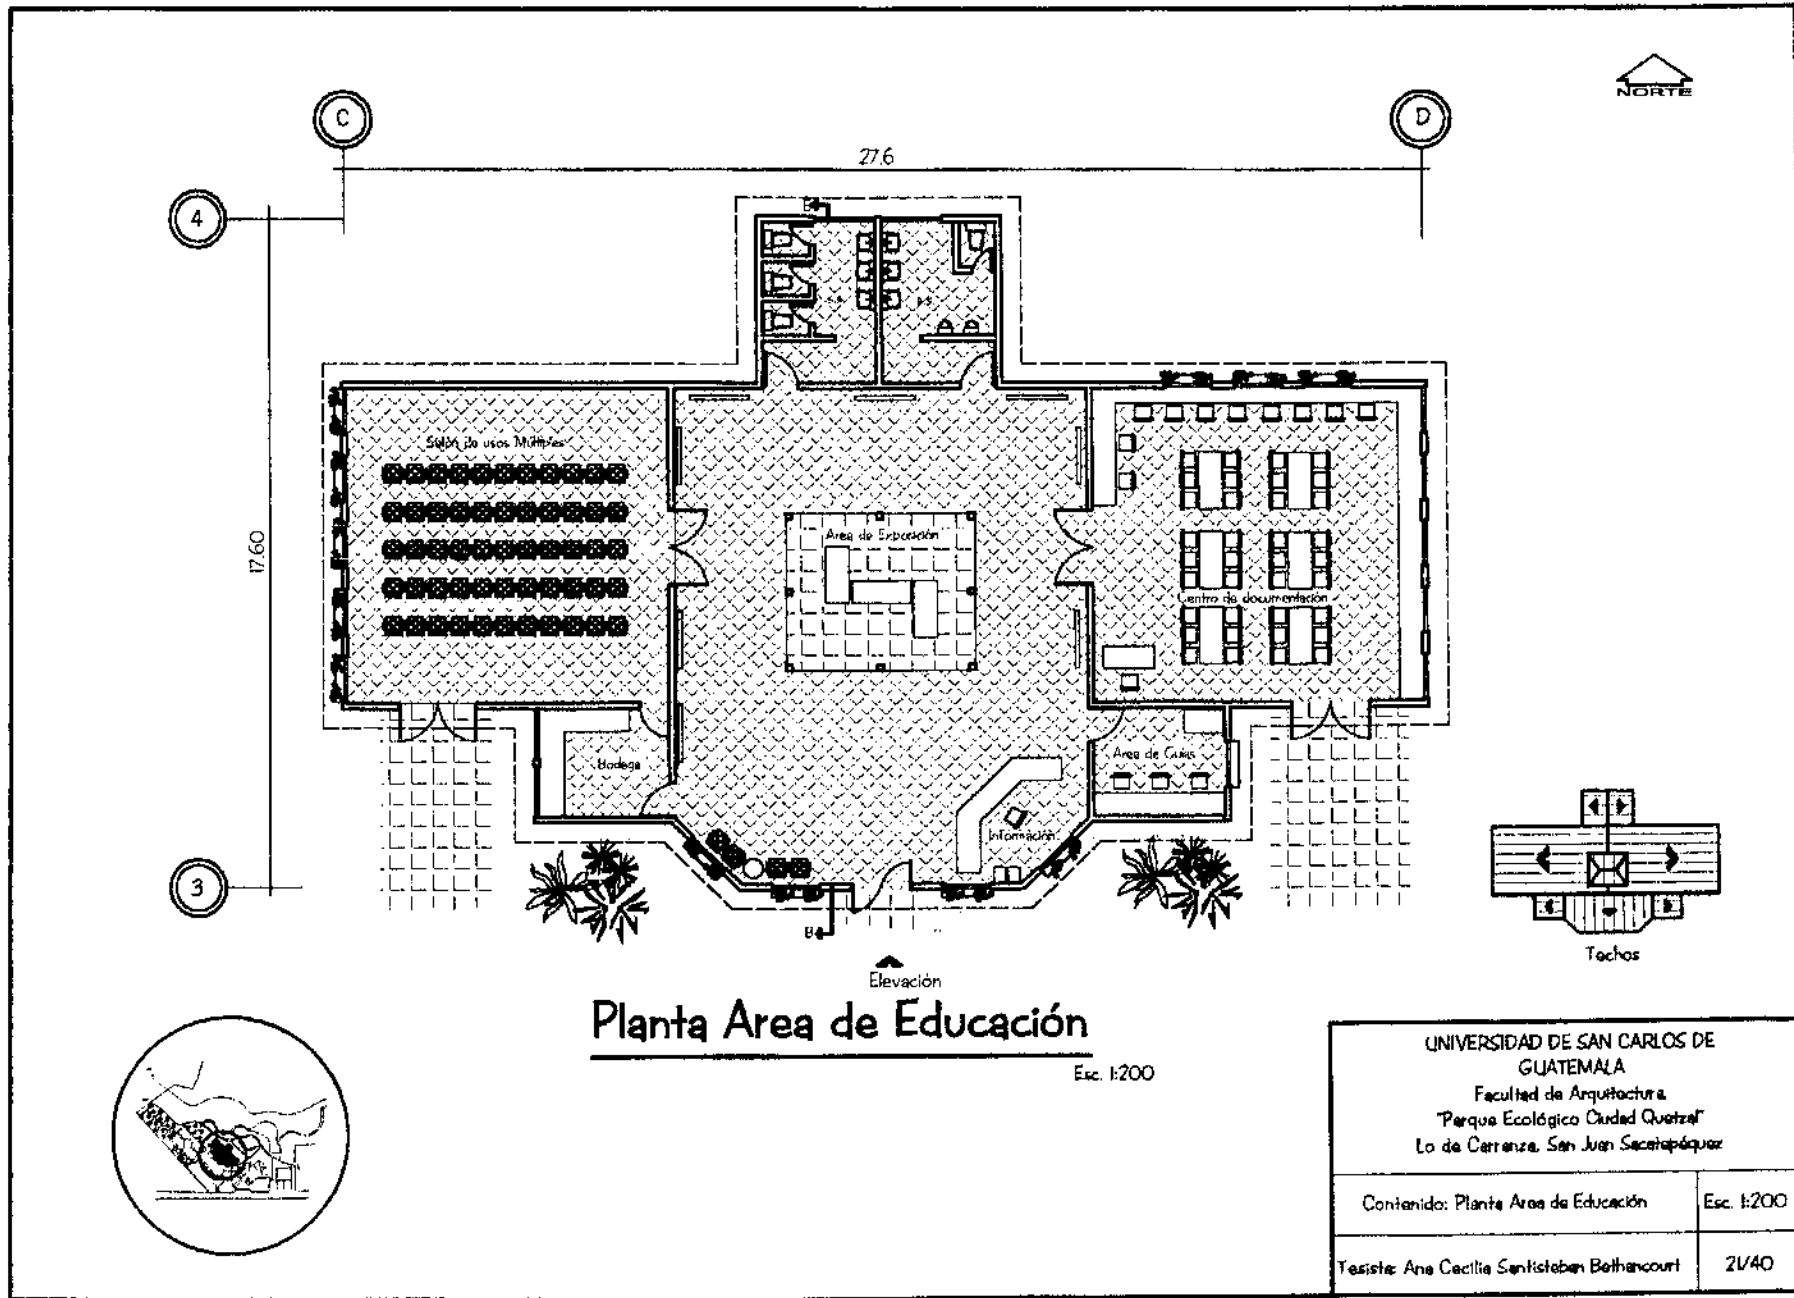 NORTE
C
D
27.6
4
17.60
3
B
S.S.
S.S.
Salón de usos Múltiples
Area de Exposición
Centro de documentación
Bodega
Area de Guías
Información
B
Elevación
Techos
Planta Area de Educación
Esc. 1:200
UNIVERSIDAD DE SAN CARLOS DE
GUATEMALA
Facultad de Arquitectura
"Parque Ecológico Ciudad Quetzal"
Lo de Carranza, San Juan Sacatepéquez
Contenido: Planta Area de Educación
Esc. 1:200
Tesista: Ana Cecilia Santisteban Bethancourt
21/40